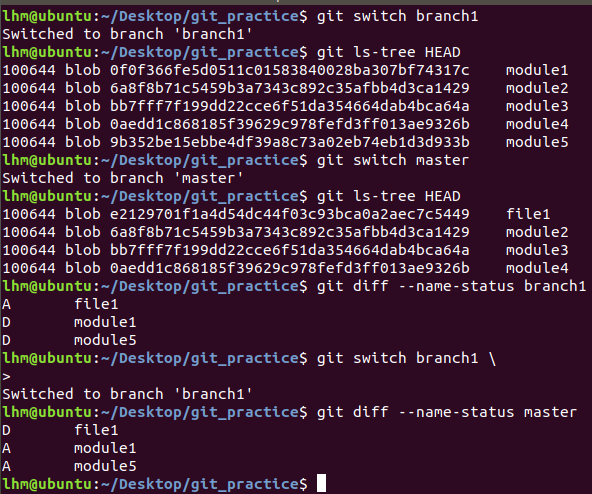 lhm@ubuntu:~/Desktop/git_practice$ git switch branch1
Switched to branch 'branch1'
lhm@ubuntu:~/Desktop/git_practice$ git ls-tree HEAD
100644 blob 0f0f366fe5d0511c01583840028ba307bf74317c    module1
100644 blob 6a8f8b71c5459b3a7343c892c35afbb4d3ca1429    module2
100644 blob bb7fff7f199dd22cce6f51da354664dab4bca64a    module3
100644 blob 0aedd1c868185f39629c978fefd3ff013ae9326b    module4
100644 blob 9b352be15ebbe4df39a8c73a02eb74eb1d3d933b    module5
lhm@ubuntu:~/Desktop/git_practice$ git switch master
Switched to branch 'master'
lhm@ubuntu:~/Desktop/git_practice$ git ls-tree HEAD
100644 blob e2129701f1a4d54dc44f03c93bca0a2aec7c5449    file1
100644 blob 6a8f8b71c5459b3a7343c892c35afbb4d3ca1429    module2
100644 blob bb7fff7f199dd22cce6f51da354664dab4bca64a    module3
100644 blob 0aedd1c868185f39629c978fefd3ff013ae9326b    module4
lhm@ubuntu:~/Desktop/git_practice$ git diff --name-status branch1
A       file1
D       module1
D       module5
lhm@ubuntu:~/Desktop/git_practice$ git switch branch1 \
>
Switched to branch 'branch1'
lhm@ubuntu:~/Desktop/git_practice$ git diff --name-status master
D       file1
A       module1
A       module5
lhm@ubuntu:~/Desktop/git_practice$